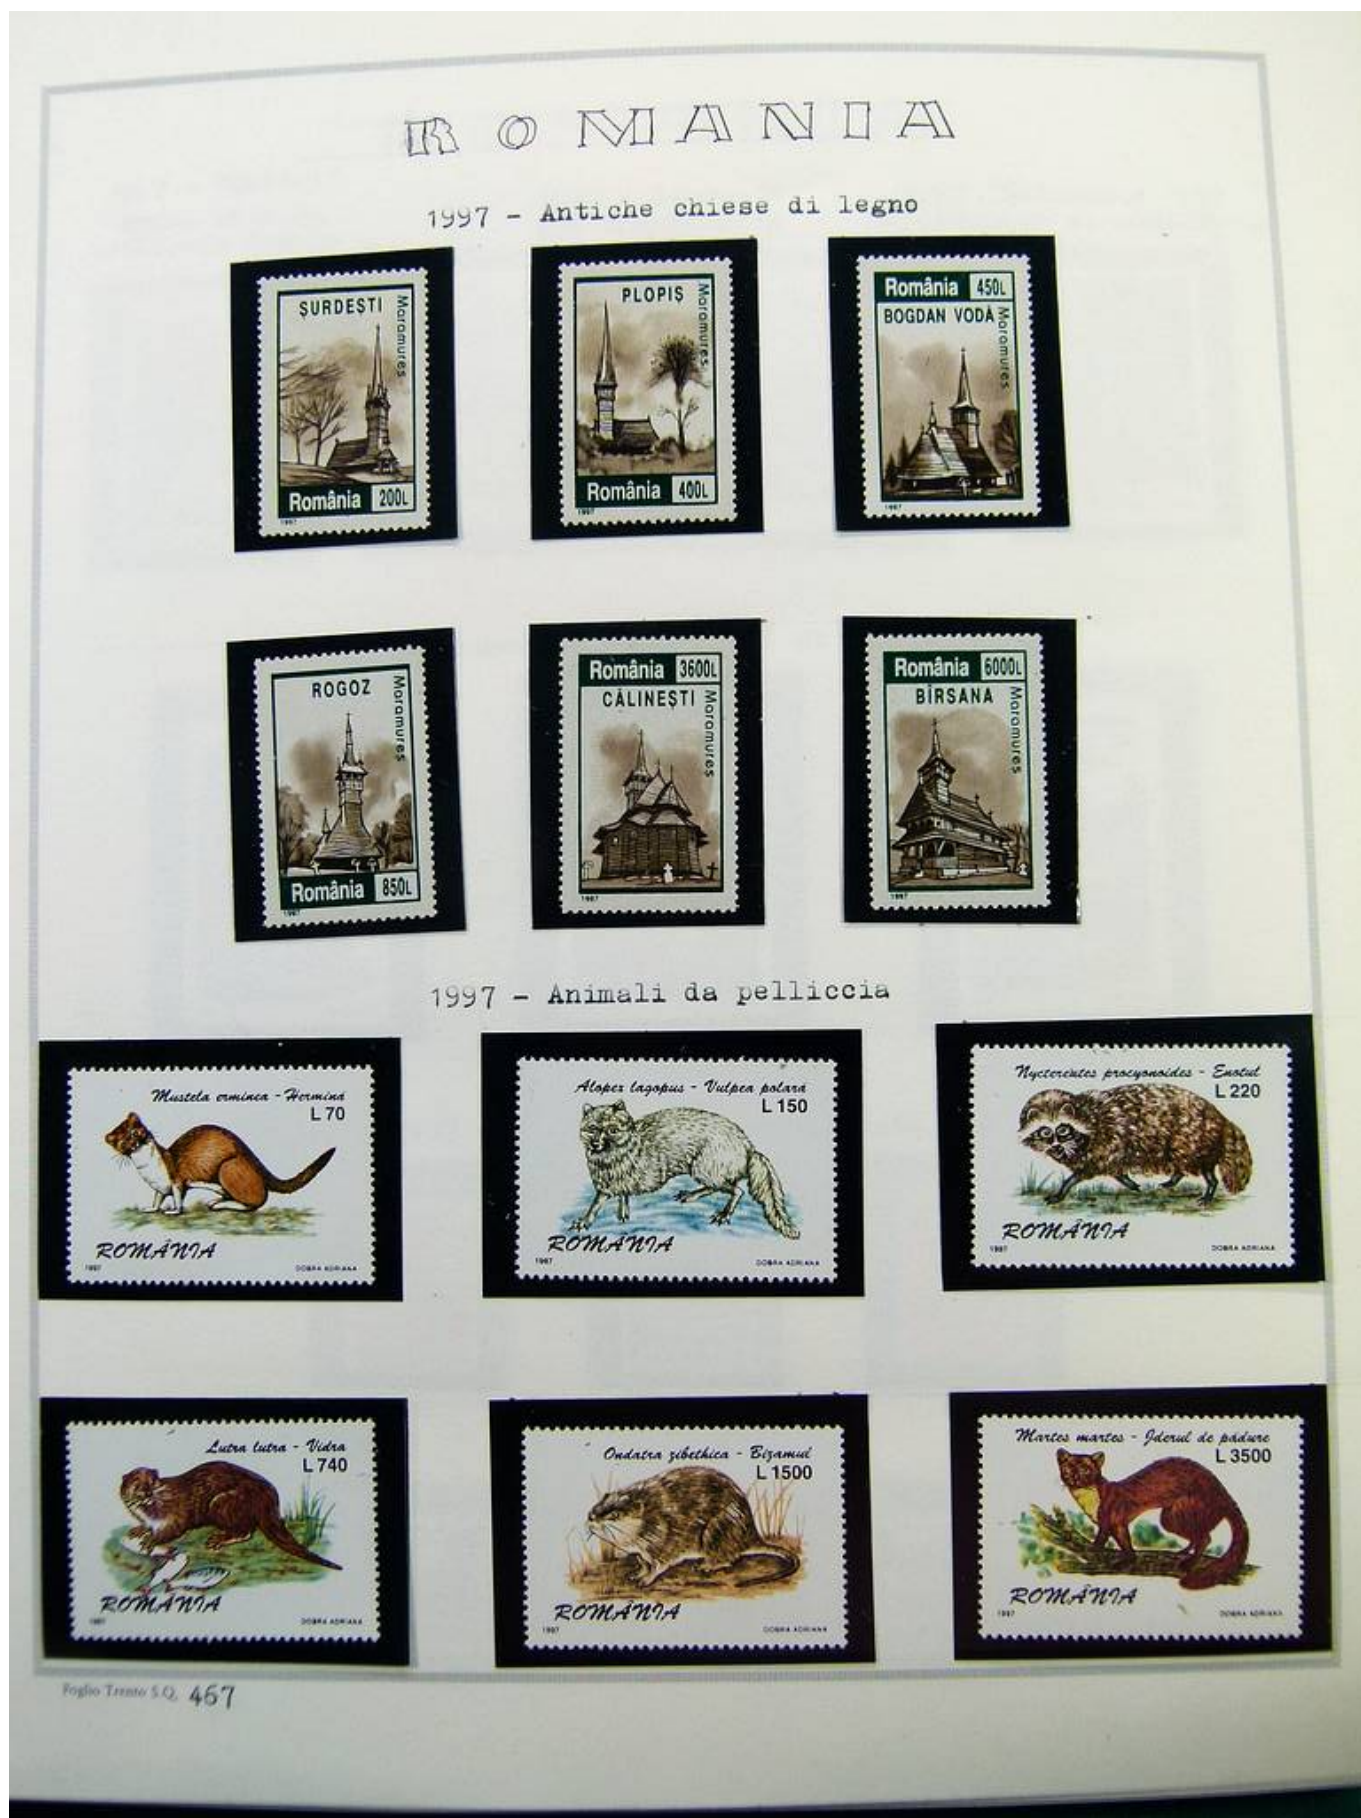 ROMANIA
1997 - Antiche chiese di legno
ŞURDEŞTI
Maramureş
România 200L
1997
PLOPIŞ
Maramureş
România 400L
1997
România 450L
BOGDAN VODĂ
Maramureş
1997
ROGOZ
Maramureş
România 850L
1997
România 3600L
CĂLINEŞTI
Maramureş
1997
România 6000L
BÎRSANA
Maramureş
1997
1997 - Animali da pelliccia
Mustela erminea - Hermină
L 70
ROMÂNIA
1997 DOBRA ADRIANA
Alopex lagopus - Vulpea polară
L 150
ROMÂNIA
1997 DOBRA ADRIANA
Nyctereutes procyonoides - Enotul
L 220
ROMÂNIA
1997 DOBRA ADRIANA
Lutra lutra - Vidra
L 740
ROMÂNIA
1997 DOBRA ADRIANA
Ondatra zibethica - Bizamul
L 1500
ROMÂNIA
1997 DOBRA ADRIANA
Martes martes - Jderul de pădure
L 3500
ROMÂNIA
1997 DOBRA ADRIANA
Foglio Trento S.Q. 467